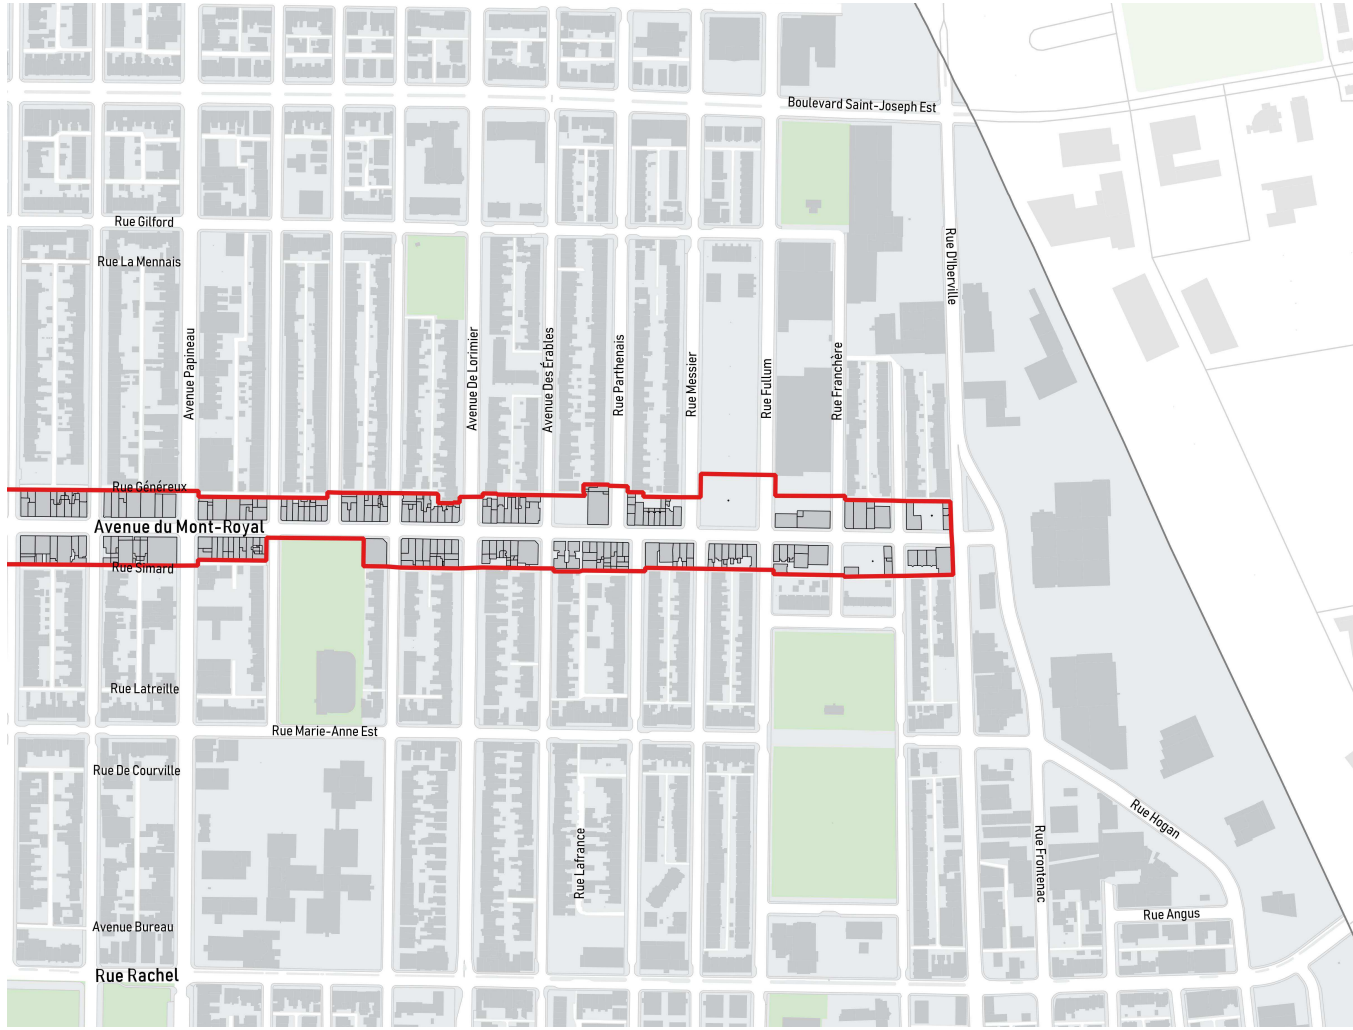 Boulevard Saint-Joseph Est
Rue Gilford
Rue La Mennais
Rue D'Iberville
Avenue Papineau
Avenue De Lorimier
Avenue Des Érables
Rue Parthenais
Rue Messier
Rue Fullum
Rue Franchère
Rue Généreux
Avenue du Mont-Royal
Rue Simard
Rue Latreille
Rue Marie-Anne Est
Rue De Courville
Rue Hogan
Rue Lafrance
Rue Frontenac
Rue Angus
Avenue Bureau
Rue Rachel